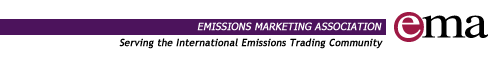 EMISSIONS MARKETING ASSOCIATION
ema
Serving the International Emissions Trading Community